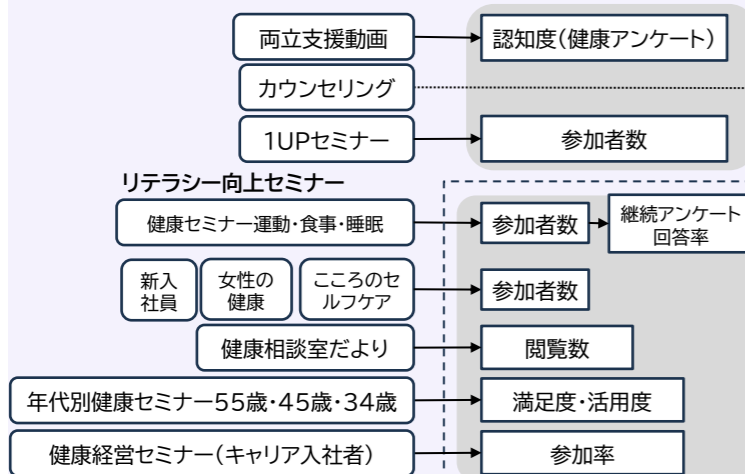 両立支援動画
認知度(健康アンケート)
カウンセリング
1UPセミナー
参加者数
リテラシー向上セミナー
健康セミナー運動・食事・睡眠
参加者数
継続アンケート
回答率
新入
社員
女性の
健康
こころのセ
ルフケア
参加者数
健康相談室だより
閲覧数
年代別健康セミナー55歳・45歳・34歳
満足度・活用度
健康経営セミナー(キャリア入社者)
参加率